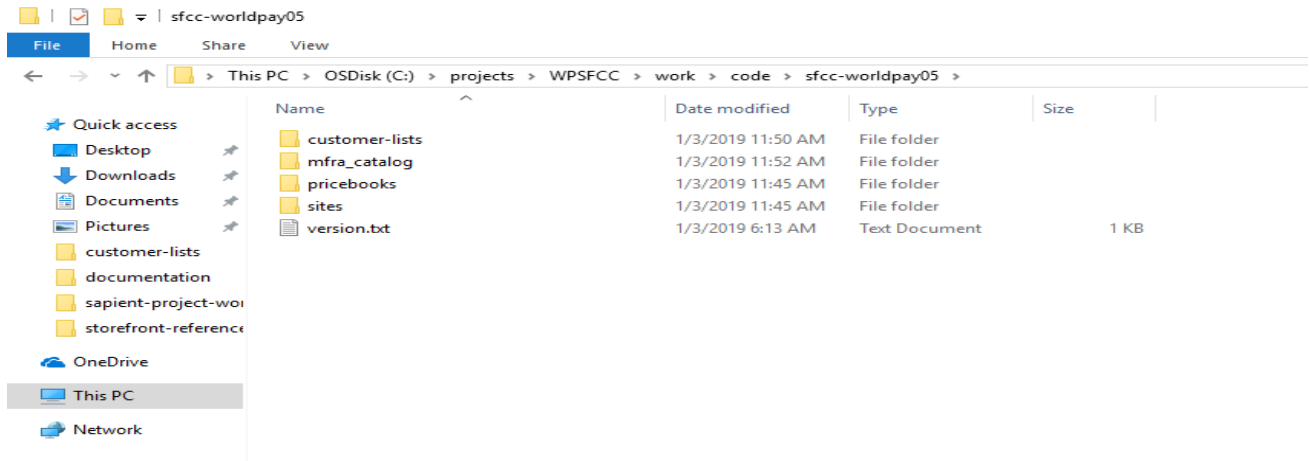 sfcc-worldpay05
File Home Share View
This PC > OSDisk (C:) > projects > WPSFCC > work > code > sfcc-worldpay05 >
Name Date modified Type Size
Quick access
Desktop
Downloads
Documents
Pictures
customer-lists
documentation
sapient-project-wor
storefront-reference
OneDrive
This PC
Network
customer-lists 1/3/2019 11:50 AM File folder
mfra_catalog 1/3/2019 11:52 AM File folder
pricebooks 1/3/2019 11:45 AM File folder
sites 1/3/2019 11:45 AM File folder
version.txt 1/3/2019 6:13 AM Text Document 1 KB